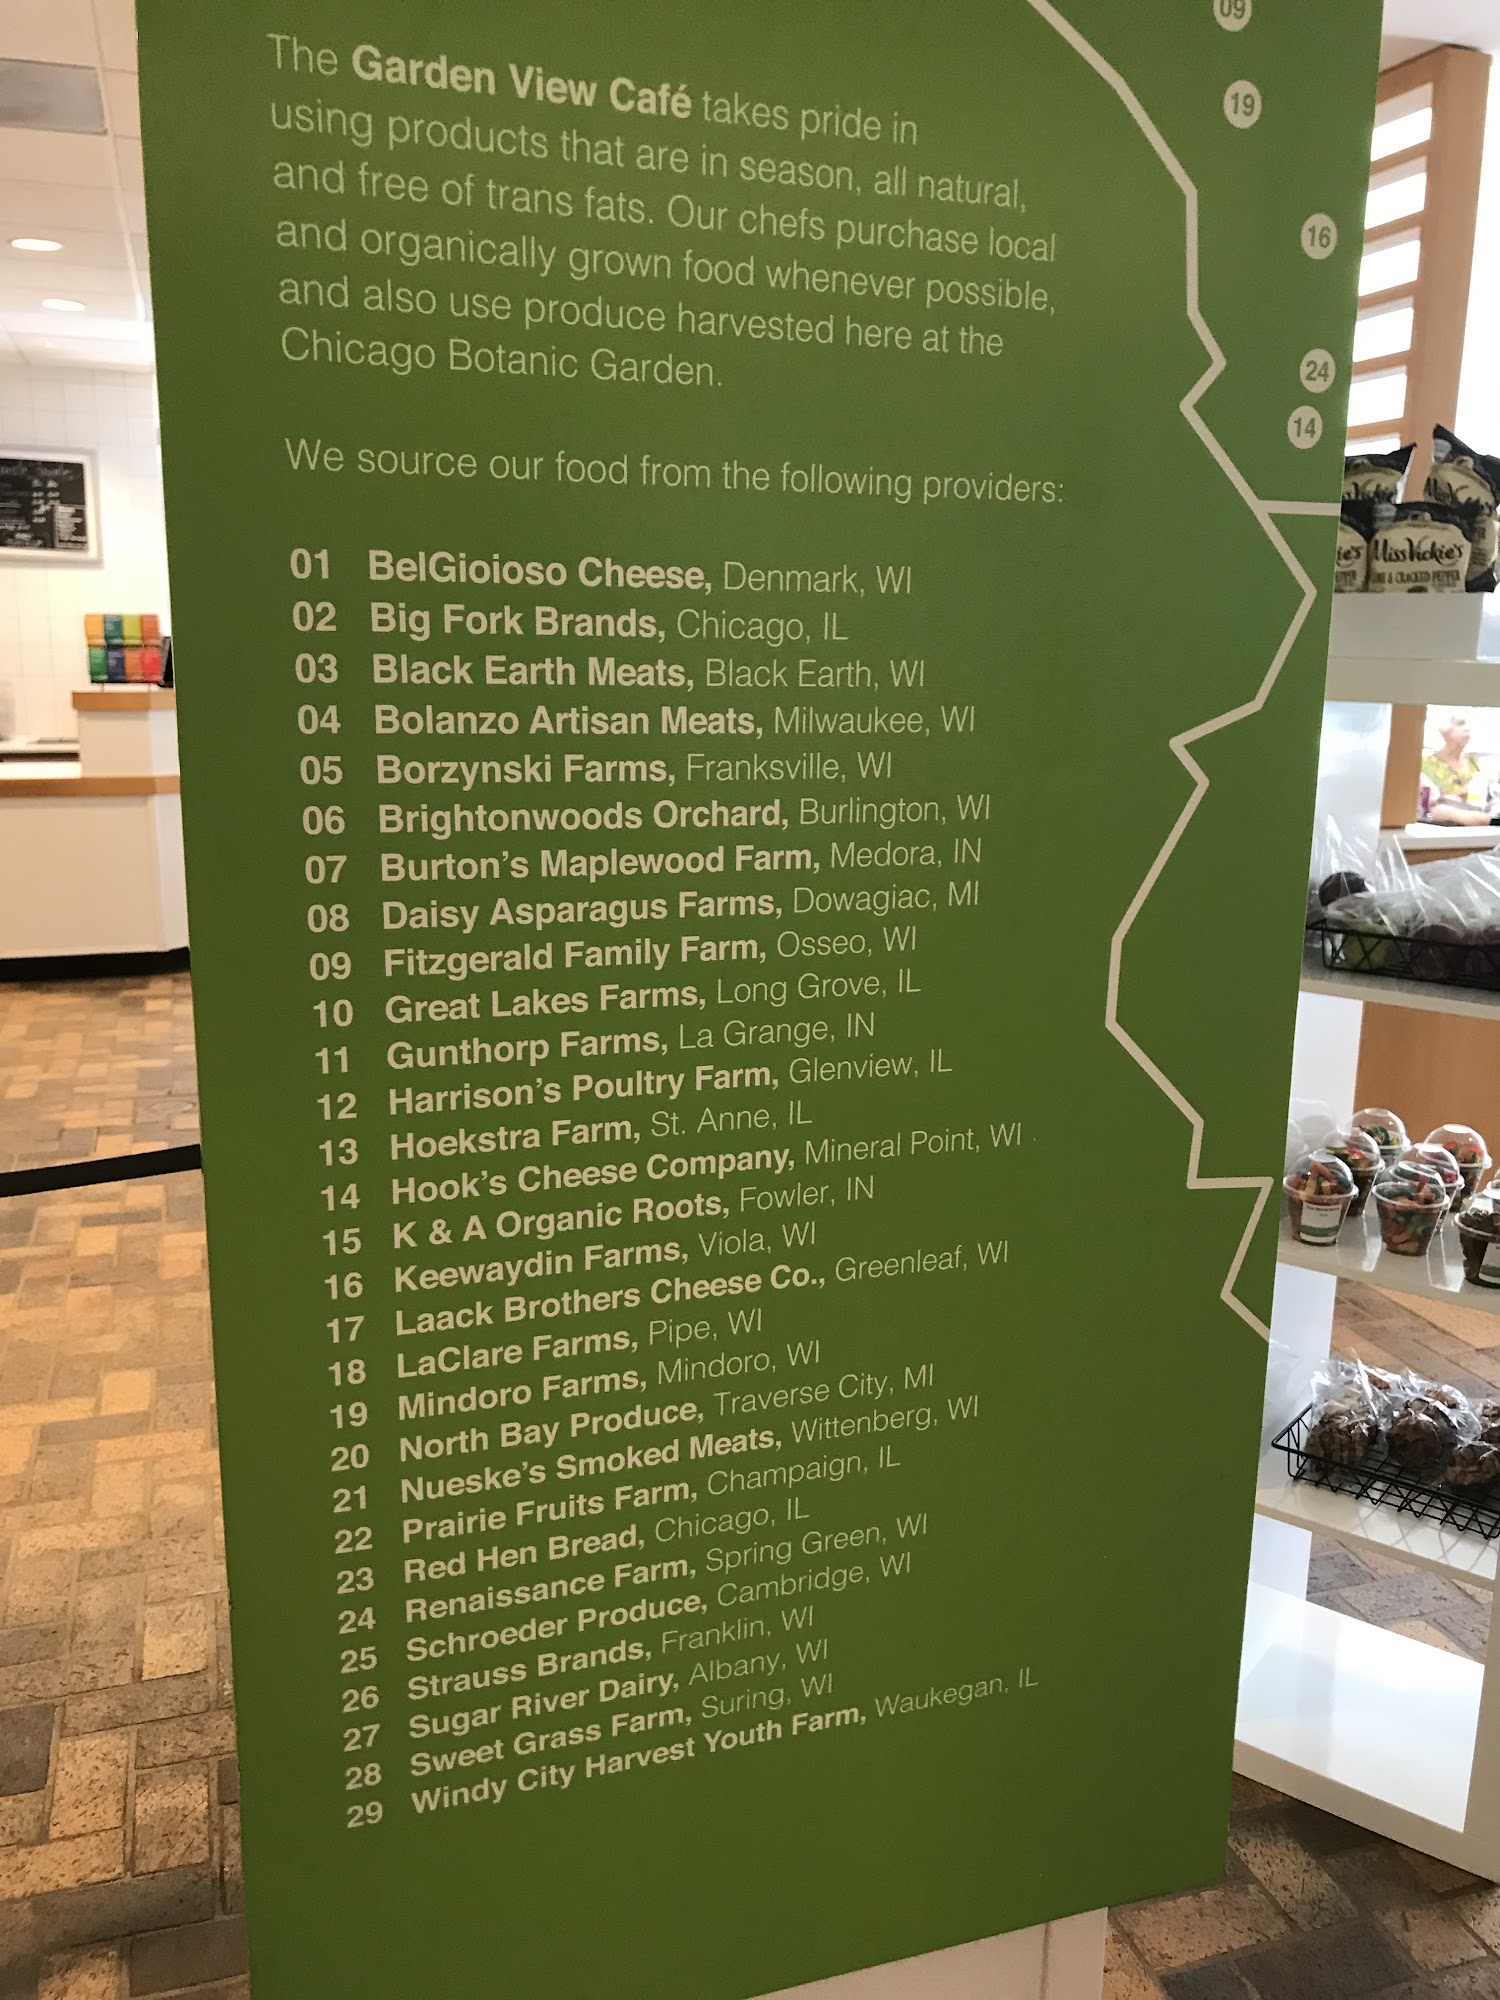 The Garden View Café takes pride in
using products that are in season, all natural,
and free of trans fats. Our chefs purchase local
and organically grown food whenever possible,
and also use produce harvested here at the
Chicago Botanic Garden.
We source our food from the following providers:
01 BelGioioso Cheese, Denmark, WI
02 Big Fork Brands, Chicago, IL
03 Black Earth Meats, Black Earth, WI
04 Bolanzo Artisan Meats, Milwaukee, WI
05 Borzynski Farms, Franksville, WI
06 Brightonwoods Orchard, Burlington, WI
07 Burton's Maplewood Farm, Medora, IN
08 Daisy Asparagus Farms, Dowagiac, MI
09 Fitzgerald Family Farm, Osseo, WI
10 Great Lakes Farms, Long Grove, IL
11 Gunthorp Farms, La Grange, IN
12 Harrison's Poultry Farm, Glenview, IL
13 Hoekstra Farm, St. Anne, IL
14 Hook's Cheese Company, Mineral Point, WI
15 K & A Organic Roots, Fowler, IN
16 Keewaydin Farms, Viola, WI
17 Laack Brothers Cheese Co., Greenleaf, WI
18 LaClare Farms, Pipe, WI
19 Mindoro Farms, Mindoro, WI
20 North Bay Produce, Traverse City, MI
21 Nueske's Smoked Meats, Wittenberg, WI
22 Prairie Fruits Farm, Champaign, IL
23 Red Hen Bread, Chicago, IL
24 Renaissance Farm, Spring Green, WI
25 Schroeder Produce, Cambridge, WI
26 Strauss Brands, Franklin, WI
27 Sugar River Dairy, Albany, WI
28 Sweet Grass Farm, Suring, WI
29 Windy City Harvest Youth Farm, Waukegan, IL
09
19
16
24
14
Miss Vickie's
& CRACKED PEPPER